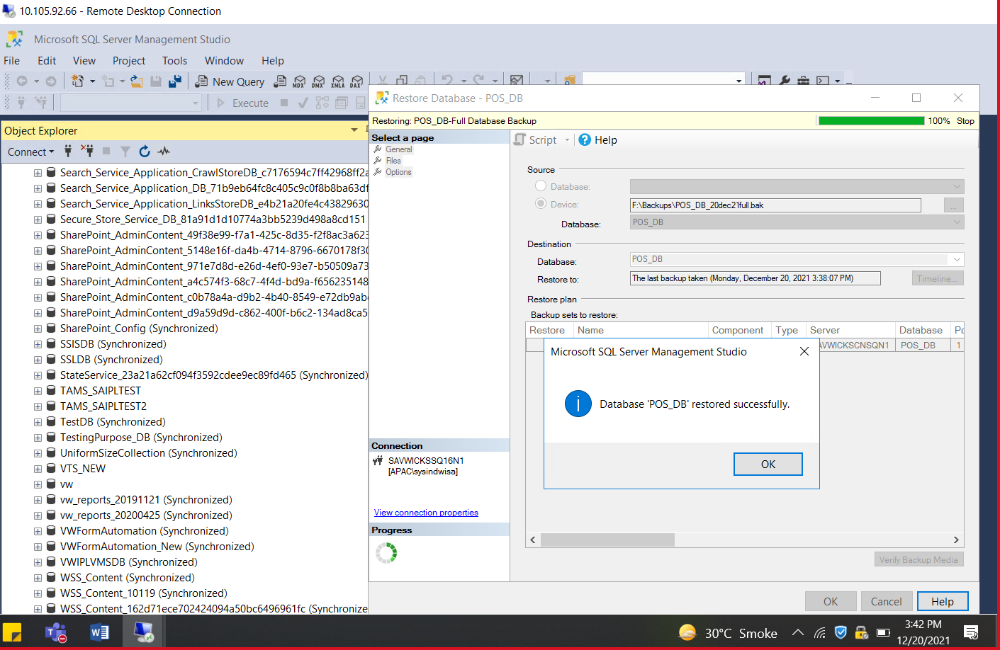 10.105.92.66 - Remote Desktop Connection
Microsoft SQL Server Management Studio
File Edit View Project Tools Window Help
New Query MDX DMX XMLA DAX
Execute
Object Explorer
Connect
Search_Service_Application_CrawlStoreDB_c7176594c7ff42968ff2a
Search_Service_Application_DB_71b9eb64fc8c405c9c0f8b8ba63df
Search_Service_Application_LinksStoreDB_e4b21a20fe4c43829630
Secure_Store_Service_DB_81a91d1d10774a3bb5239d498a8cd151
SharePoint_AdminContent_49f38e99-f7a1-425c-8d35-f2f8ac3a623
SharePoint_AdminContent_5148e16f-da4b-4714-8796-6670178f30
SharePoint_AdminContent_971e7d8d-e26d-4ef0-93e7-b50509a73
SharePoint_AdminContent_a4c574f3-68c7-4f4d-bd9a-f656235148
SharePoint_AdminContent_c0b78a4a-d9b2-4b40-8549-e72db9abc
SharePoint_AdminContent_d9a59d9d-c862-400f-b6c2-134ad8ca5
SharePoint_Config (Synchronized)
SSISDB (Synchronized)
SSLDB (Synchronized)
StateService_23a21a62cf094f3592cdee9ec89fd465 (Synchronized)
TAMS_SAIPLTEST
TAMS_SAIPLTEST2
TestDB (Synchronized)
TestingPurpose_DB (Synchronized)
UniformSizeCollection (Synchronized)
VTS_NEW
vw
vw_reports_20191121 (Synchronized)
vw_reports_20200425 (Synchronized)
VWFormAutomation (Synchronized)
VWFormAutomation_New (Synchronized)
VWIPLVMSDB (Synchronized)
WSS_Content (Synchronized)
WSS_Content_10119 (Synchronized)
WSS_Content_162d71ece702424094a50bc6496961fc (Synchronize
Restore Database - POS_DB
Restoring: POS_DB-Full Database Backup 100% Stop
Select a page
General
Files
Options
Connection
SAVWICKSSQ16N1
[APAC\sysindwisa]
View connection properties
Progress
Script Help
Source
Database:
Device: F:\Backups\POS_DB_20dec21full.bak ...
Database: POS_DB
Destination
Database: POS_DB
Restore to: The last backup taken (Monday, December 20, 2021 3:38:07 PM) Timeline...
Restore plan
Backup sets to restore:
Restore Name Component Type Server Database Po
AVWICKSCNSQN1 POS_DB 1
Microsoft SQL Server Management Studio
Database 'POS_DB' restored successfully.
OK
Verify Backup Media
OK Cancel Help
30°C Smoke
3:42 PM
12/20/2021